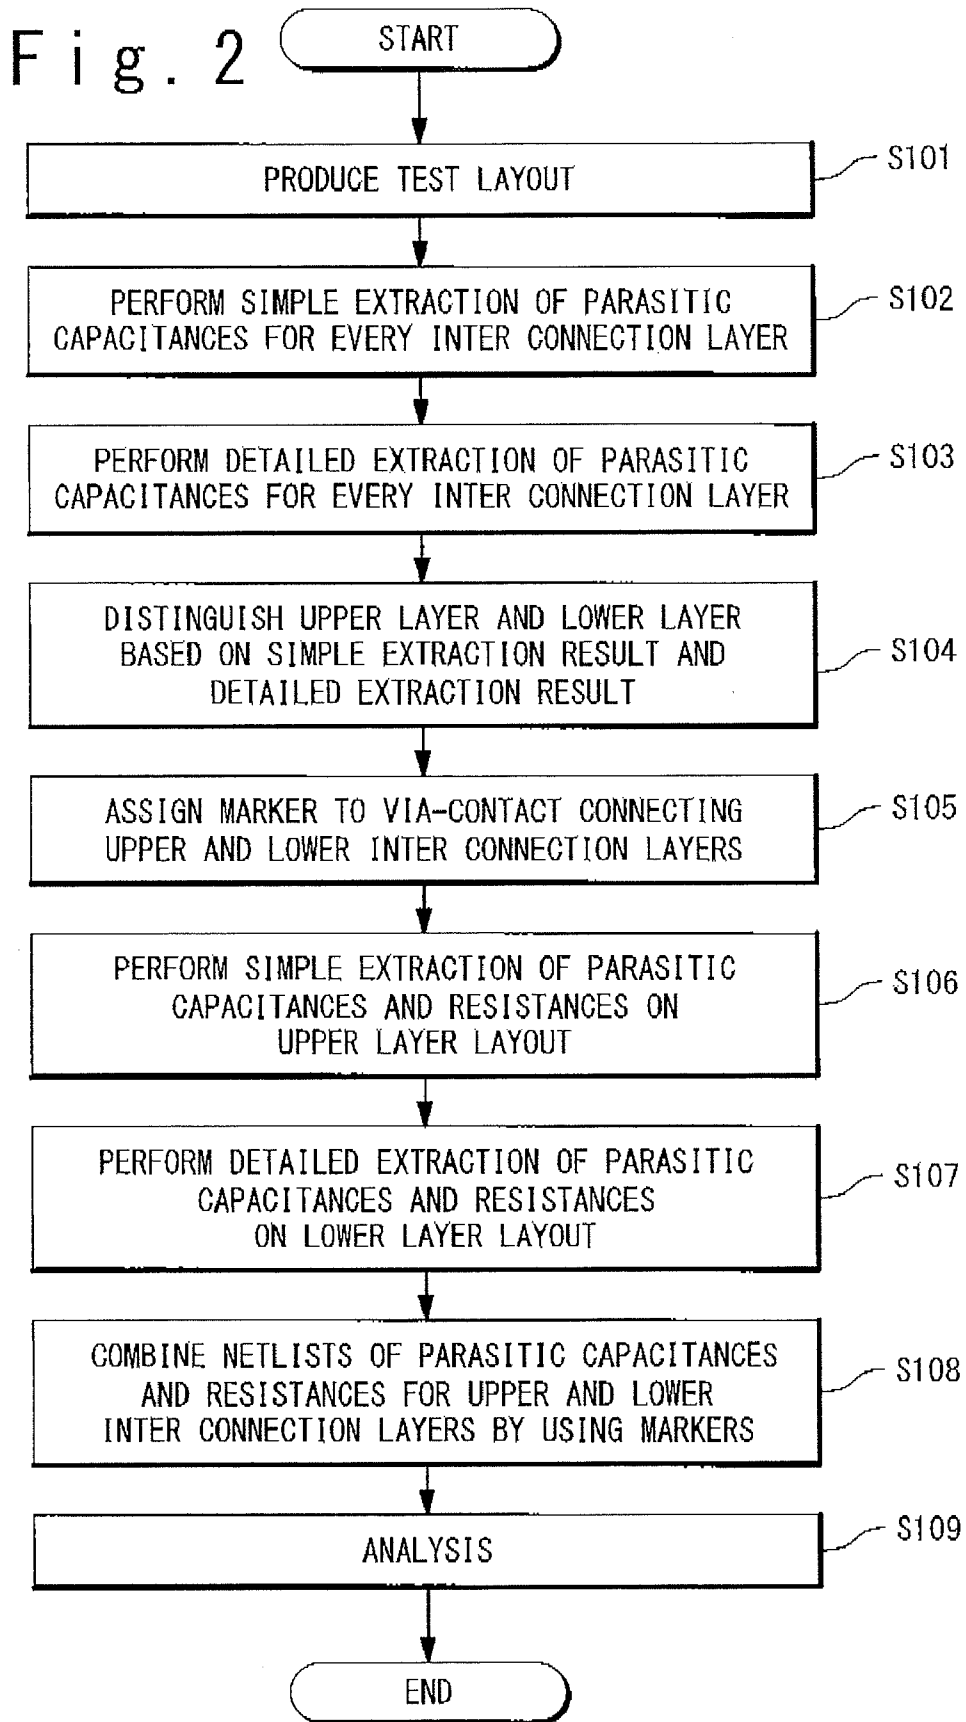 Fig. 2
START
PRODUCE TEST LAYOUT
S101
PERFORM SIMPLE EXTRACTION OF PARASITIC
CAPACITANCES FOR EVERY INTER CONNECTION LAYER
S102
PERFORM DETAILED EXTRACTION OF PARASITIC
CAPACITANCES FOR EVERY INTER CONNECTION LAYER
S103
DISTINGUISH UPPER LAYER AND LOWER LAYER
BASED ON SIMPLE EXTRACTION RESULT AND
DETAILED EXTRACTION RESULT
S104
ASSIGN MARKER TO VIA-CONTACT CONNECTING
UPPER AND LOWER INTER CONNECTION LAYERS
S105
PERFORM SIMPLE EXTRACTION OF PARASITIC
CAPACITANCES AND RESISTANCES ON
UPPER LAYER LAYOUT
S106
PERFORM DETAILED EXTRACTION OF PARASITIC
CAPACITANCES AND RESISTANCES
ON LOWER LAYER LAYOUT
S107
COMBINE NETLISTS OF PARASITIC CAPACITANCES
AND RESISTANCES FOR UPPER AND LOWER
INTER CONNECTION LAYERS BY USING MARKERS
S108
ANALYSIS
S109
END